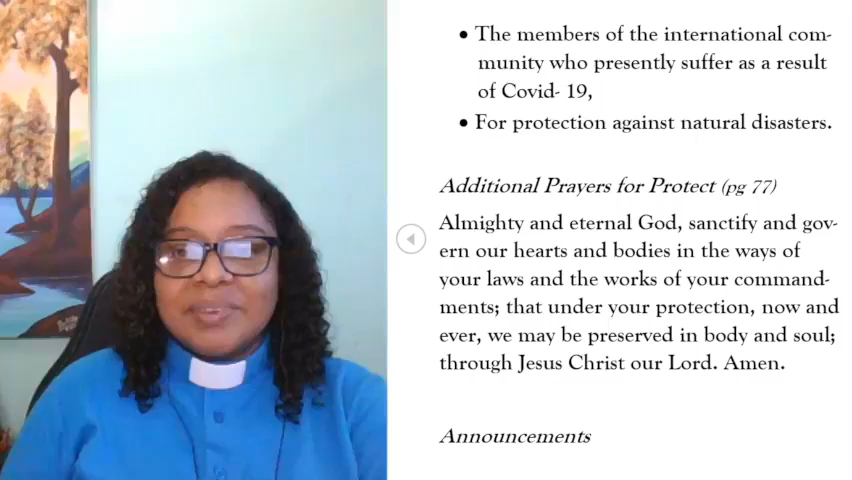 • The members of the international com-
munity who presently suffer as a result
of Covid- 19,
• For protection against natural disasters.
Additional Prayers for Protect (pg 77)
Almighty and eternal God, sanctify and gov-
ern our hearts and bodies in the ways of
your laws and the works of your command-
ments; that under your protection, now and
ever, we may be preserved in body and soul;
through Jesus Christ our Lord. Amen.
Announcements